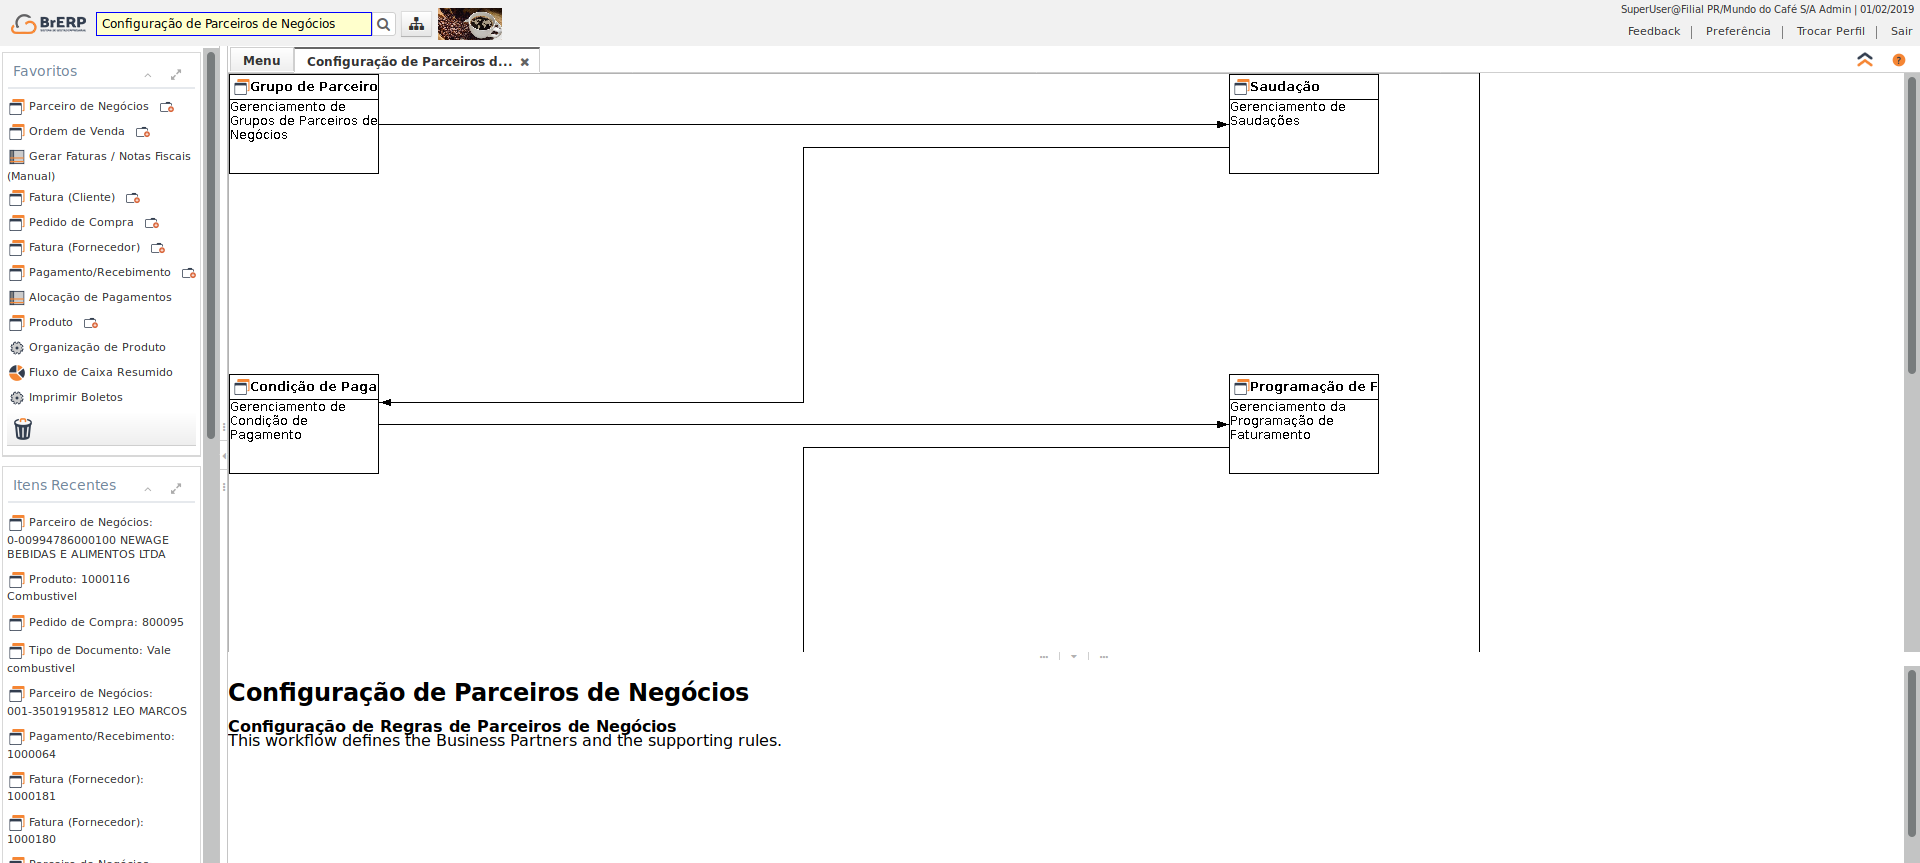 BrERP
Configuração de Parceiros de Negócios
SuperUser@Filial PR/Mundo do Café S/A Admin | 01/02/2019
Feedback | Preferência | Trocar Perfil | Sair
Menu
Configuração de Parceiros d...
Favoritos
Parceiro de Negócios
Ordem de Venda
Gerar Faturas / Notas Fiscais
(Manual)
Fatura (Cliente)
Pedido de Compra
Fatura (Fornecedor)
Pagamento/Recebimento
Alocação de Pagamentos
Produto
Organização de Produto
Fluxo de Caixa Resumido
Imprimir Boletos
Itens Recentes
Parceiro de Negócios:
0-00994786000100 NEWAGE
BEBIDAS E ALIMENTOS LTDA
Produto: 1000116
Combustivel
Pedido de Compra: 800095
Tipo de Documento: Vale
combustivel
Parceiro de Negócios:
001-35019195812 LEO MARCOS
Pagamento/Recebimento:
1000064
Fatura (Fornecedor):
1000181
Fatura (Fornecedor):
1000180
Grupo de Parceiro
Gerenciamento de
Grupos de Parceiros de
Negócios
Saudação
Gerenciamento de
Saudações
Condição de Paga
Gerenciamento de
Condição de
Pagamento
Programação de F
Gerenciamento da
Programação de
Faturamento
Configuração de Parceiros de Negócios
Configuração de Regras de Parceiros de Negócios
This workflow defines the Business Partners and the supporting rules.